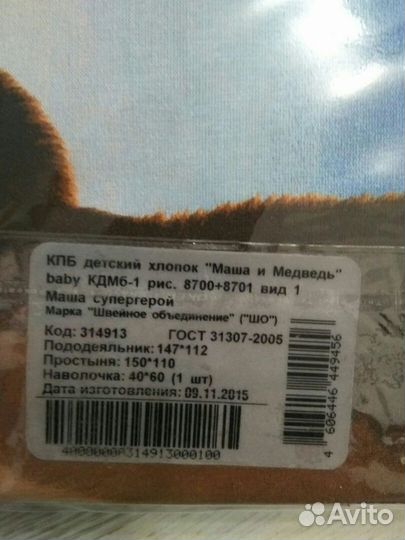 КПБ детский хлопок "Маша и Медведь"
baby КДМб-1 рис. 8700+8701 вид 1
Маша супергерой
Марка "Швейное объединение" ("ШО")
Код: 314913 ГОСТ 31307-2005
Пододеяльник: 147*112
Простыня: 150*110
Наволочка: 40*60 (1 шт)
Дата изготовления: 09.11.2015
4 606446 449456
Avito